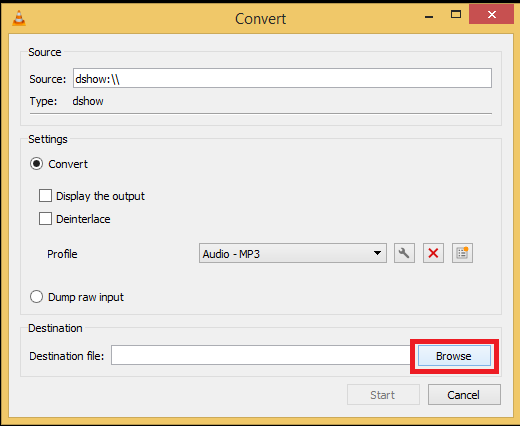 Convert
Source
Source: dshow:\\
Type: dshow
Settings
Convert
Display the output
Deinterlace
Profile Audio - MP3
Dump raw input
Destination
Destination file: Browse
Start Cancel